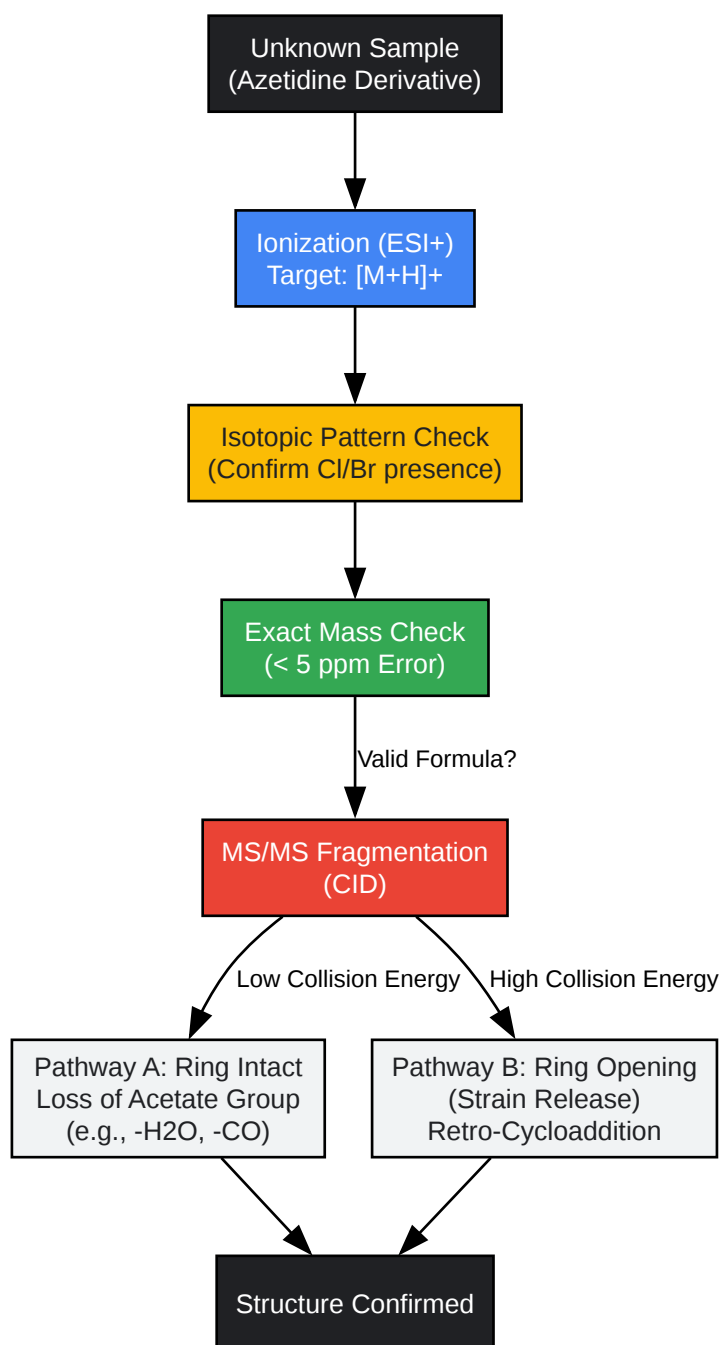 Unknown Sample
(Azetidine Derivative)
Ionization (ESI+)
Target: [M+H]+
Isotopic Pattern Check
(Confirm Cl/Br presence)
Exact Mass Check
(< 5 ppm Error)
Valid Formula?
MS/MS Fragmentation
(CID)
Low Collision Energy
High Collision Energy
Pathway A: Ring Intact
Loss of Acetate Group
(e.g., -H2O, -CO)
Pathway B: Ring Opening
(Strain Release)
Retro-Cycloaddition
Structure Confirmed